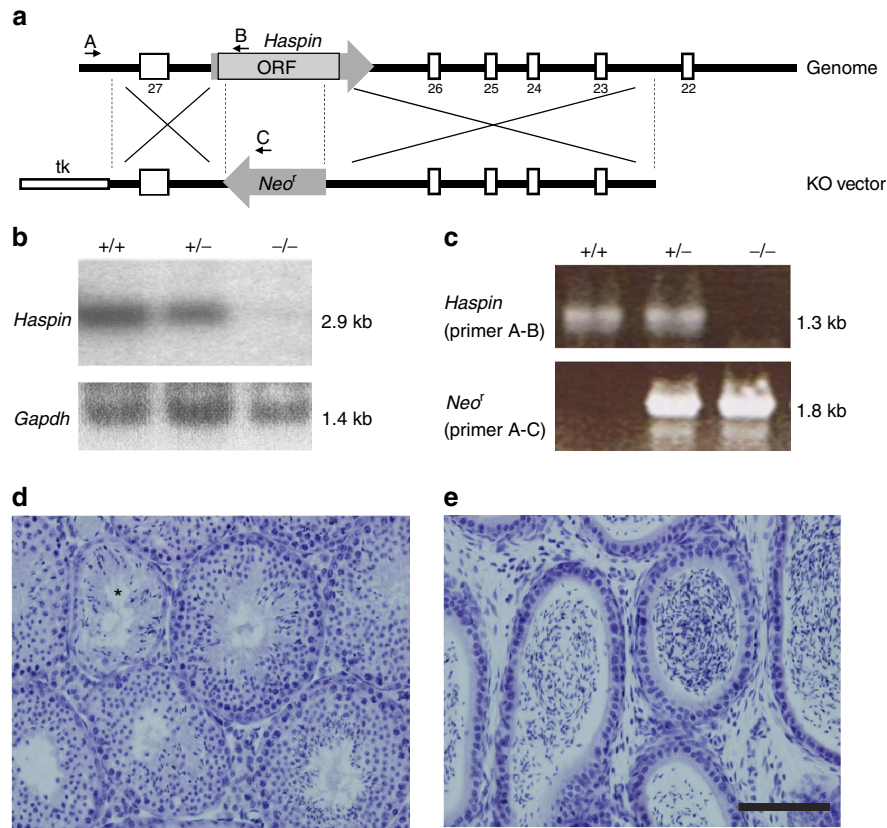 a
A
B
Haspin
ORF
Genome
27
26
25
24
23
22
C
tk
Neoʳ
KO vector
b
+/+ +/− −/−
Haspin
2.9 kb
Gapdh
1.4 kb
c
+/+ +/− −/−
Haspin
(primer A-B)
1.3 kb
Neoʳ
(primer A-C)
1.8 kb
d
*
e